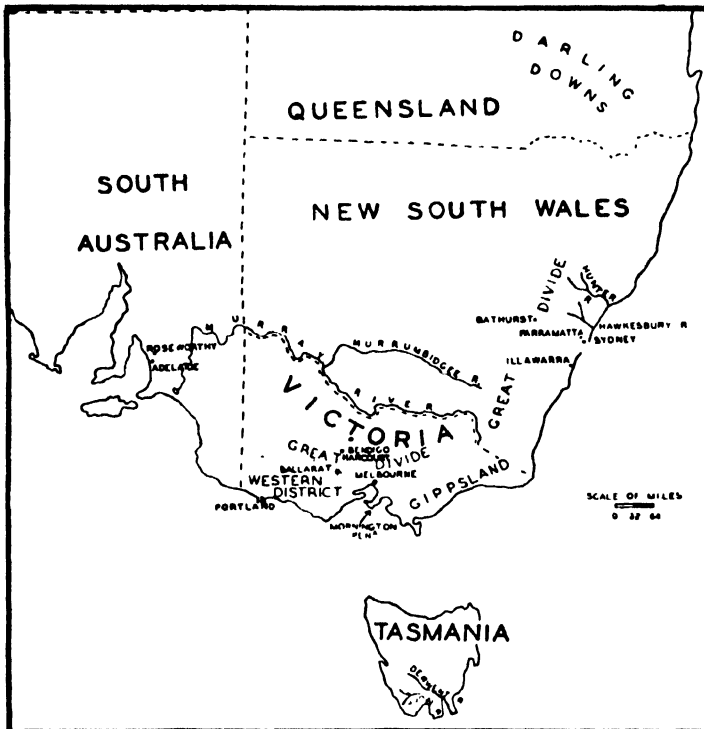 DARLING
DOWNS
QUEENSLAND
SOUTH
AUSTRALIA
NEW SOUTH WALES
DIVIDE
HUNTER
R
BATHURST
PARRAMATTA
HAWKESBURY R
SYDNEY
MURRAY RIVER
MURRUMBIDGEE R.
ROSEWORTHY
ADELAIDE
ILLAWARRA
GREAT
VICTORIA
GREAT
DIVIDE
BENDIGO
HARCOURT
BALLARAT
MELBOURNE
WESTERN
DISTRICT
GIPPSLAND
PORTLAND
MORNINGTON
PENA
SCALE OF MILES
0 32 64
TASMANIA
DERWENT R